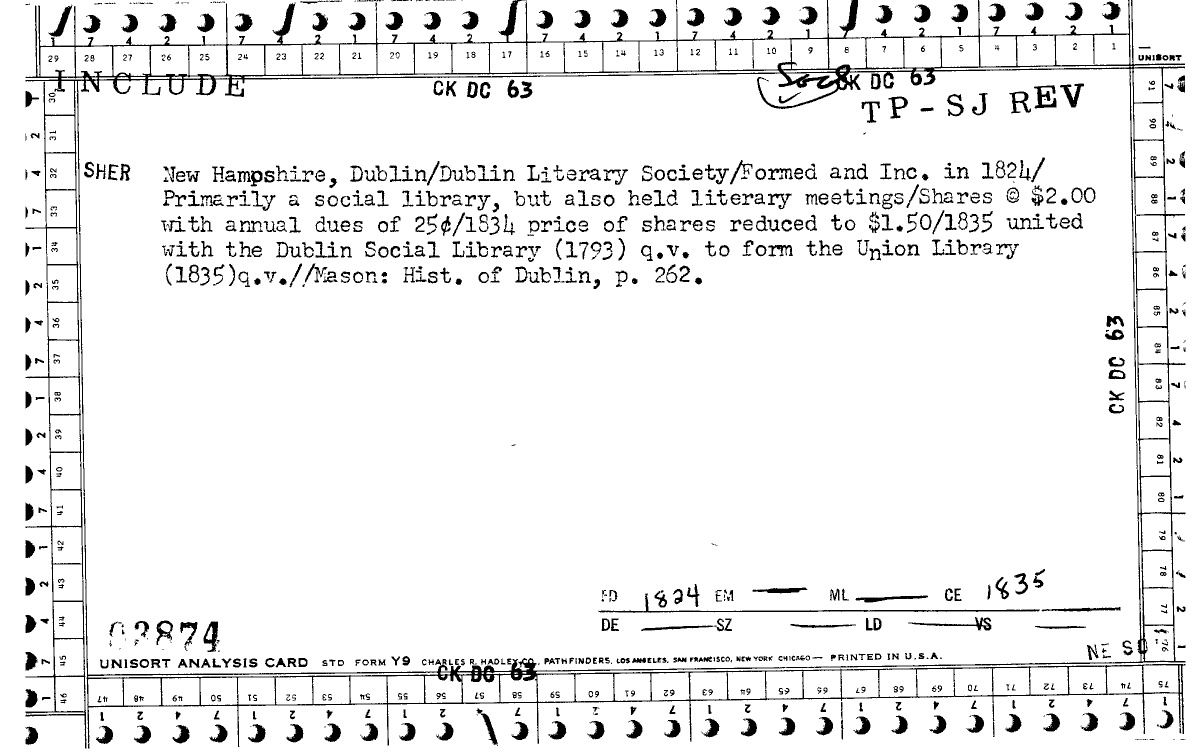 7 4 2 1 7 2 1 7 4 2 1 7 4 2 1 7 4 2 1 7 4 2 1
29 28 27 26 25 24 23 22 21 20 19 18 17 16 15 14 13 12 11 10 9 8 7 6 5 4 3 2 1
UNISORT
INCLUDE CK DC 63 CK DC 63
TP-SJ REV
SHER New Hampshire, Dublin/Dublin Literary Society/Formed and Inc. in 1824/
Primarily a social library, but also held literary meetings/Shares @ $2.00
with annual dues of 25¢/1834 price of shares reduced to $1.50/1835 united
with the Dublin Social Library (1793) q.v. to form the Union Library
(1835)q.v.//Mason: Hist. of Dublin, p. 262.
CK DC 63
FD 1824 EM — ML — CE 1835
DE — SZ — LD — VS —
03874
NE SO
UNISORT ANALYSIS CARD STD FORM Y9 CHARLES R. HADLEY CO., PATHFINDERS, LOS ANGELES, SAN FRANCISCO, NEW YORK CHICAGO — PRINTED IN U.S.A.
CK DC 63
30 31 32 33 34 35 36 37 38 39 40 41 42 43 44 45 46
47 48 49 50 51 52 53 54 55 56 57 58 59 60 61 62 63 64 65 66 67 68 69 70 71 72 73 74 75
76 77 78 79 80 81 82 83 84 85 86 87 88 89 90 91